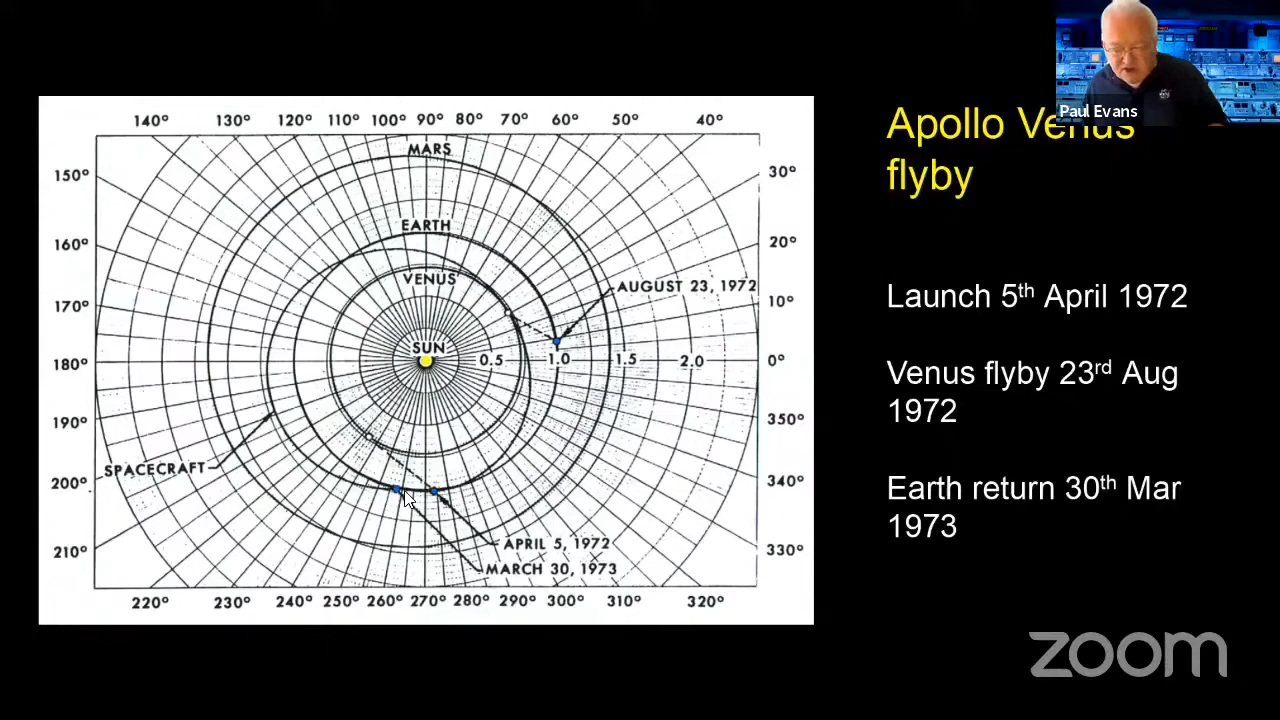 Paul Evans
Apollo Venus
flyby
140° 130° 120° 110° 100° 90° 80° 70° 60° 50° 40°
MARS
150° 30°
EARTH
160° 20°
VENUS
AUGUST 23, 1972
170° 10°
SUN
180° 0.5 1.0 1.5 2.0 0°
190° 350°
SPACECRAFT
200° 340°
APRIL 5, 1972
210° 330°
MARCH 30, 1973
220° 230° 240° 250° 260° 270° 280° 290° 300° 310° 320°
Launch 5th April 1972
Venus flyby 23rd Aug
1972
Earth return 30th Mar
1973
zoom